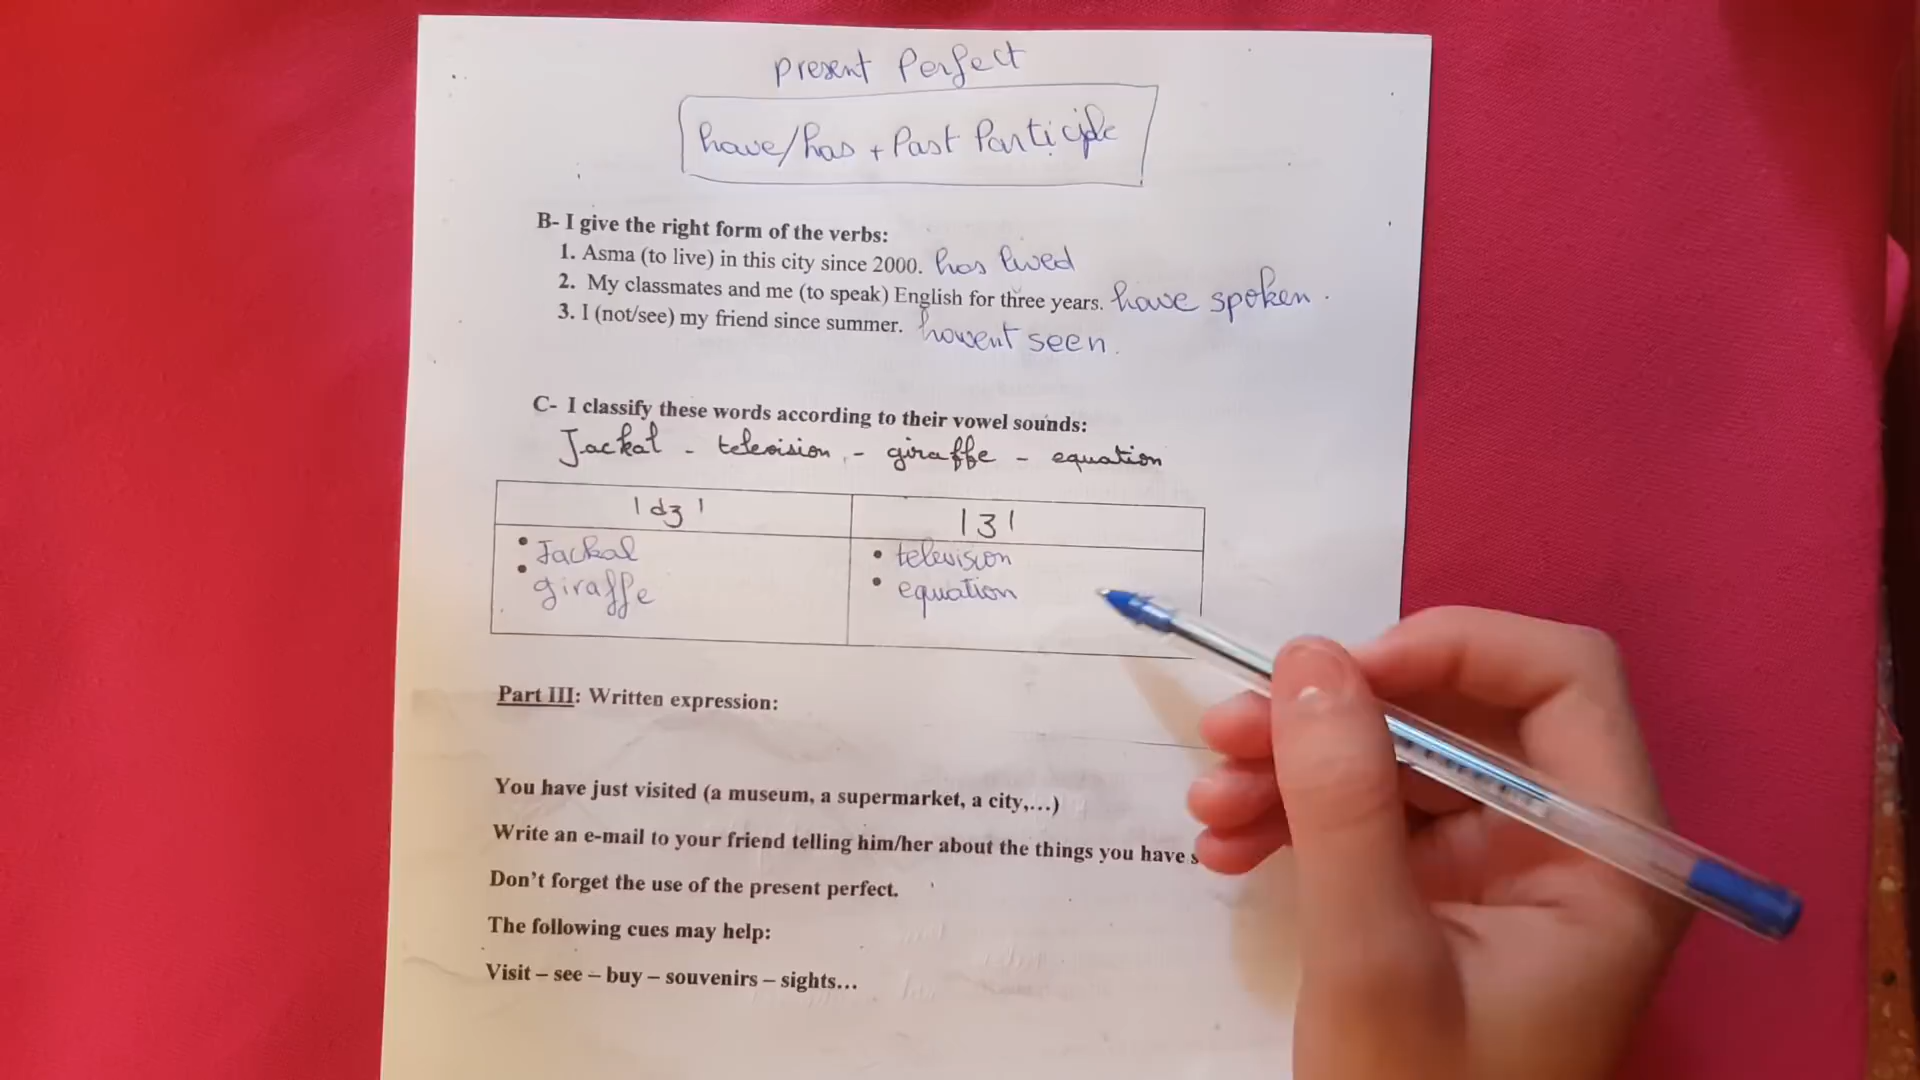 Present Perfect
have/has + Past Participle
B- I give the right form of the verbs:
1. Asma (to live) in this city since 2000. has lived
2. My classmates and me (to speak) English for three years. have spoken.
3. I (not/see) my friend since summer. havent seen.
C- I classify these words according to their vowel sounds:
Jackal - television - giraffe - equation
/dʒ/ /ʒ/
• Jackal • television
• giraffe • equation
Part III: Written expression:
You have just visited (a museum, a supermarket, a city,...)
Write an e-mail to your friend telling him/her about the things you have s
Don't forget the use of the present perfect.
The following cues may help:
Visit – see – buy – souvenirs – sights...